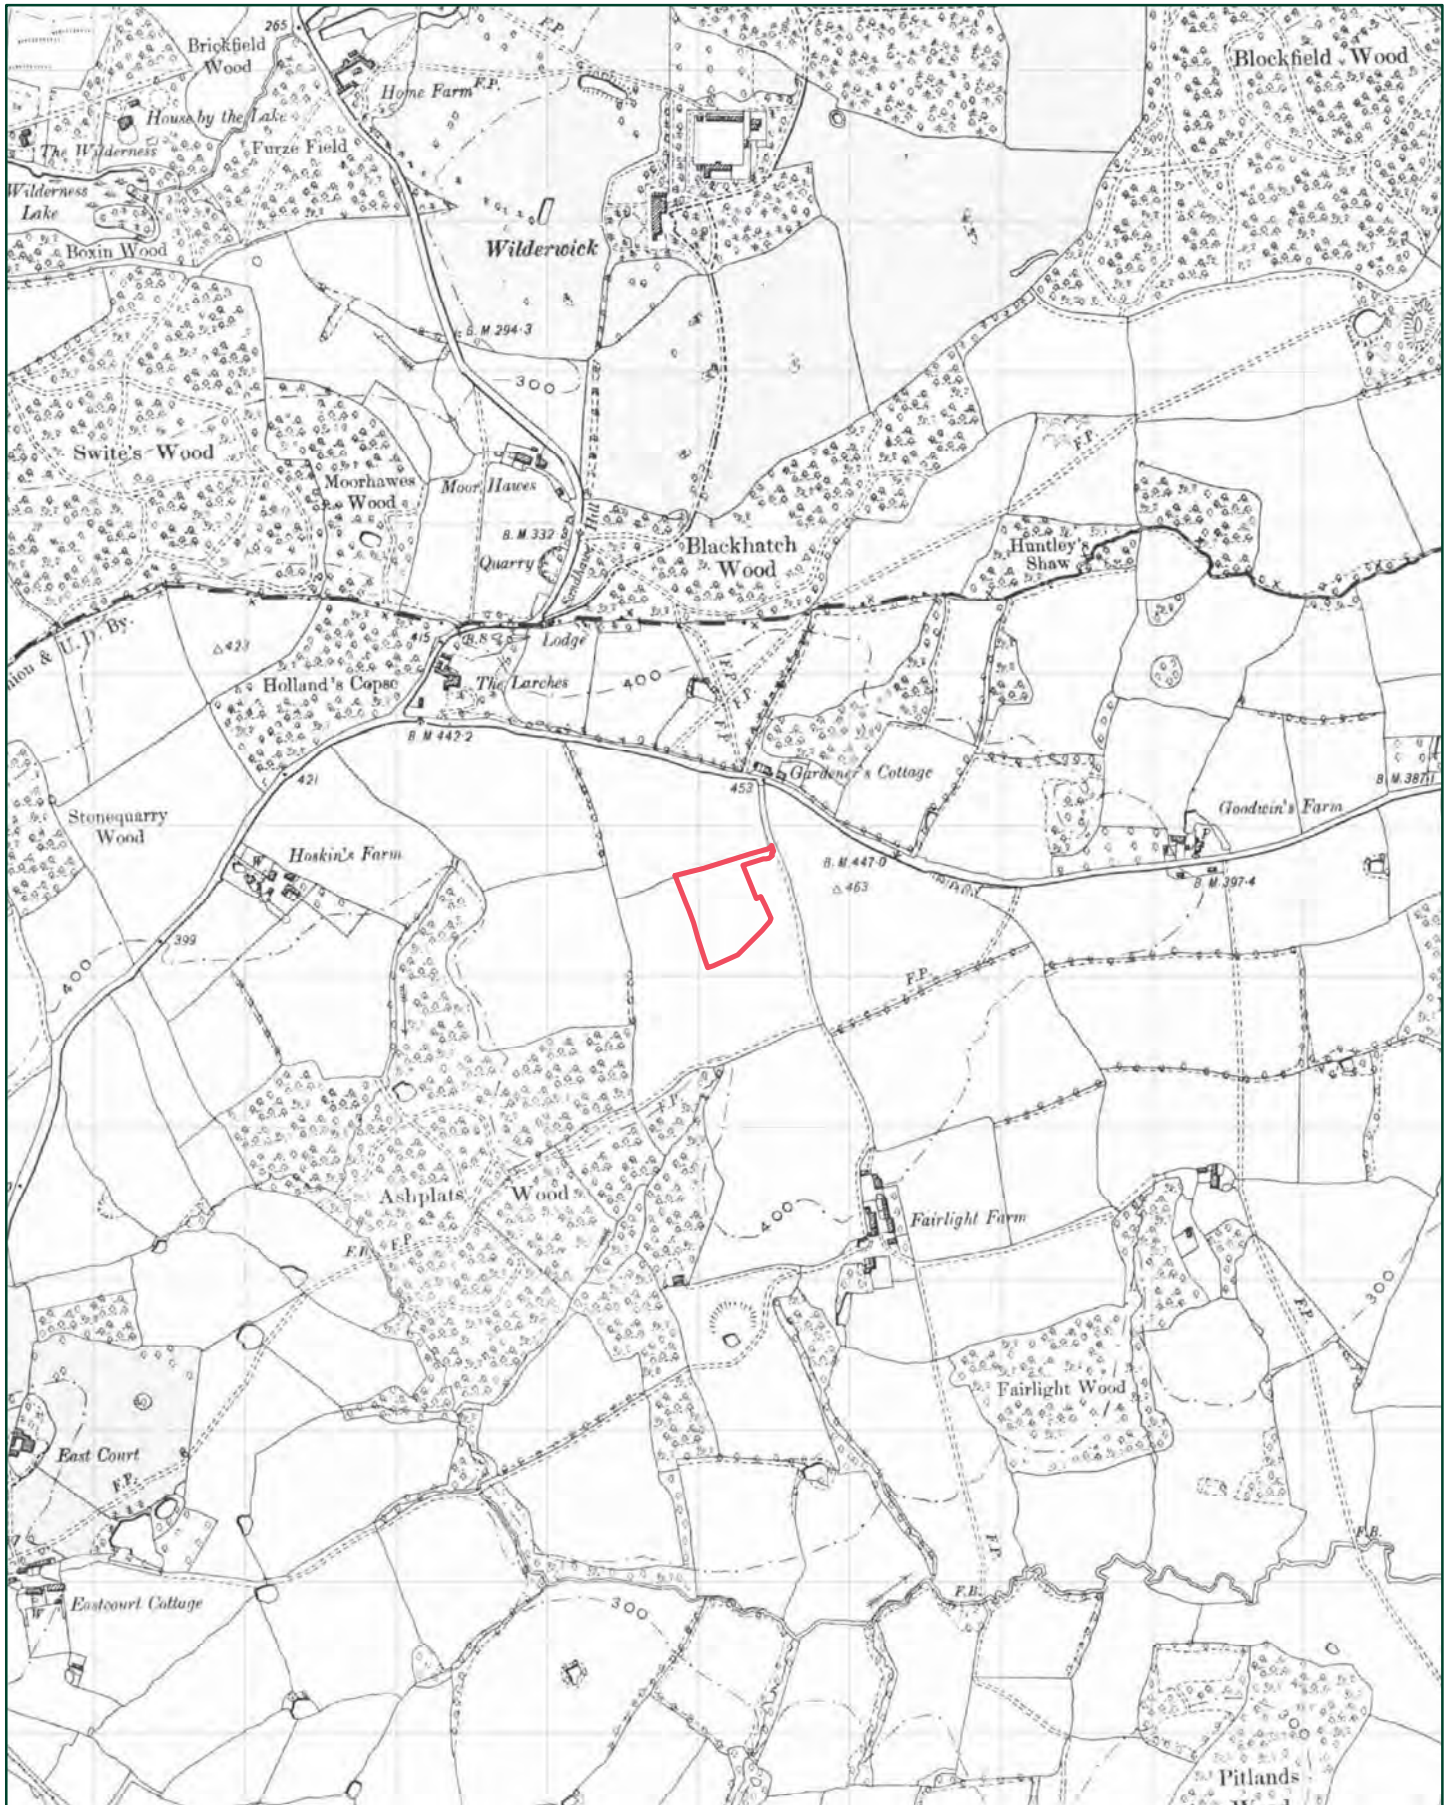 265
Brickfield
Wood
F.P.
Blockfield Wood
Home Farm
F.P.
House by the Lake
The Wilderness
Furze Field
Wilderness
Lake
Boxin Wood
Wilderwick
B.M 294·3
300
Swite's Wood
Moorhawes
Wood
Moor Hawes
F.P.
B.M.332
Hill
Quarry
Blackhatch
Wood
Huntley's
Shaw
& U.D. By.
△423
415
B.S
Lodge
Holland's Copse
The Larches
400
F.P.
F.P.
F.P.
B M 442·2
421
453
Gardener's Cottage
B.M.387·1
Stonequarry
Wood
Goodwin's Farm
W
Hoskin's Farm
B.M.447·0
△463
B M.397·4
399
400
F.P.
F.P.
Ashplats Wood
400
Fairlight Farm
F.B.
F.P.
F.P.
300
Fairlight Wood
East Court
F.P.
F.P.
F.B.
F.B.
Eastcourt Cottage
W
300
Pitlands